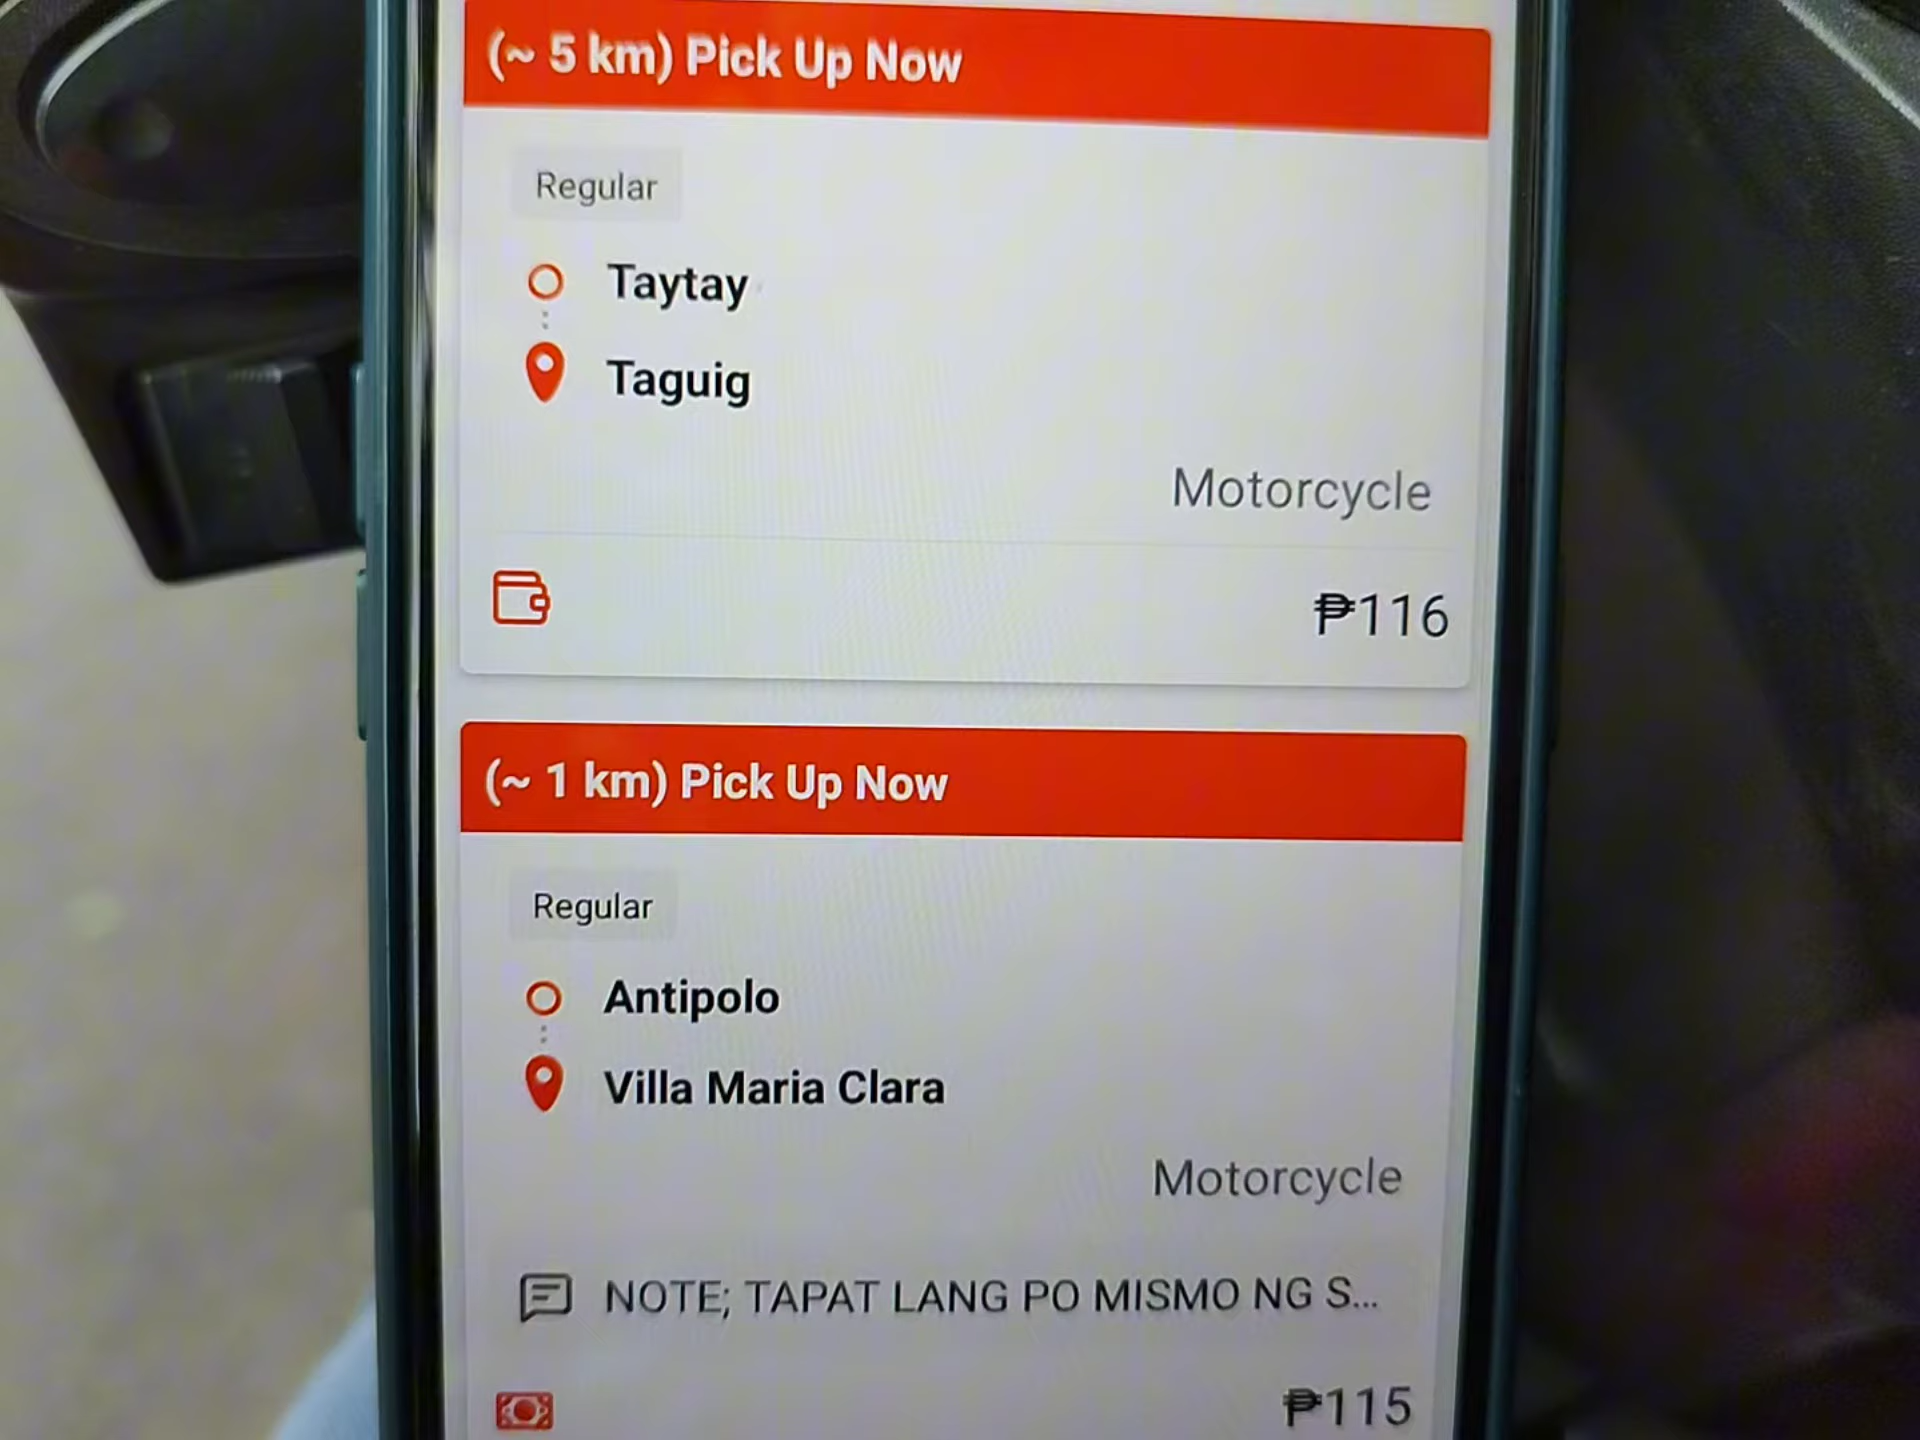 (~ 5 km) Pick Up Now
Regular
Taytay
Taguig
Motorcycle
₱116
(~ 1 km) Pick Up Now
Regular
Antipolo
Villa Maria Clara
Motorcycle
NOTE; TAPAT LANG PO MISMO NG S...
₱115